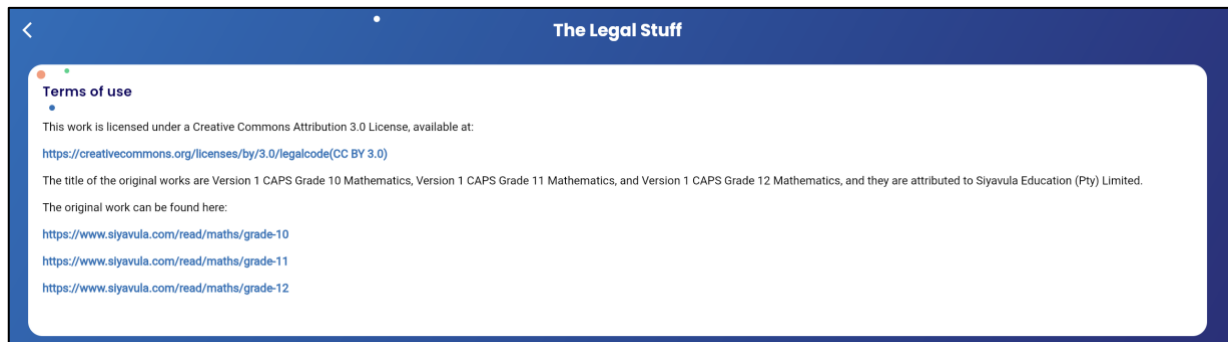 The Legal Stuff
Terms of use
This work is licensed under a Creative Commons Attribution 3.0 License, available at:
https://creativecommons.org/licenses/by/3.0/legalcode(CC BY 3.0)
The title of the original works are Version 1 CAPS Grade 10 Mathematics, Version 1 CAPS Grade 11 Mathematics, and Version 1 CAPS Grade 12 Mathematics, and they are attributed to Siyavula Education (Pty) Limited.
The original work can be found here:
https://www.siyavula.com/read/maths/grade-10
https://www.siyavula.com/read/maths/grade-11
https://www.siyavula.com/read/maths/grade-12